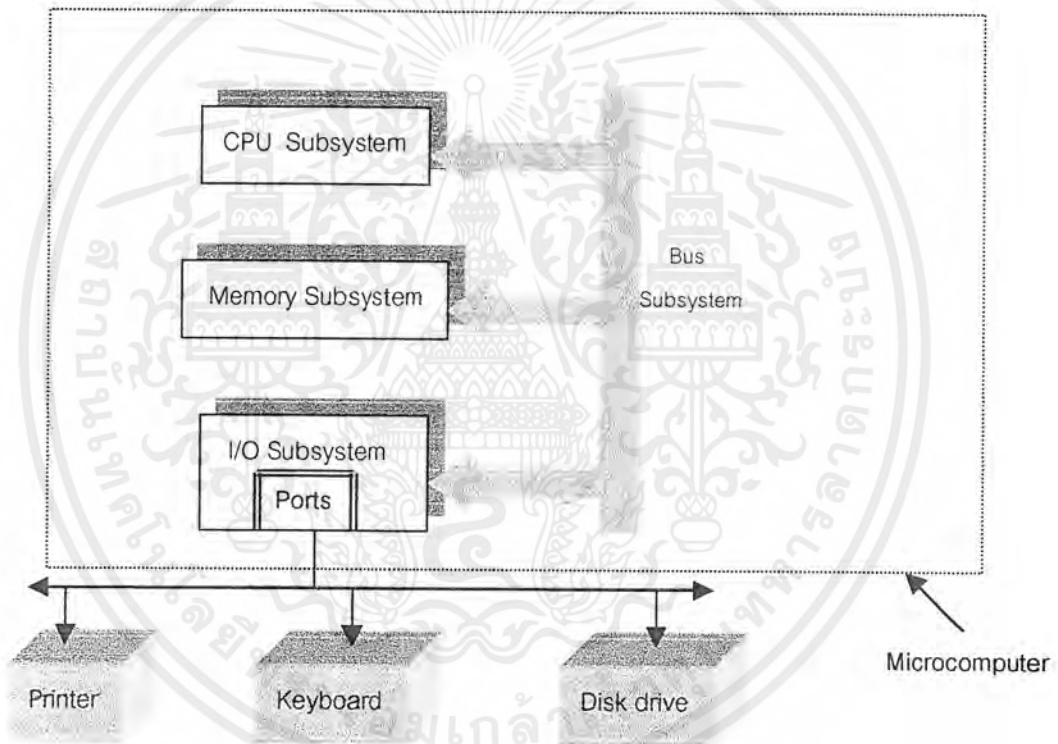 CPU Subsystem
Memory Subsystem
Bus
Subsystem
I/O Subsystem
Ports
Microcomputer
Printer
Keyboard
Disk drive